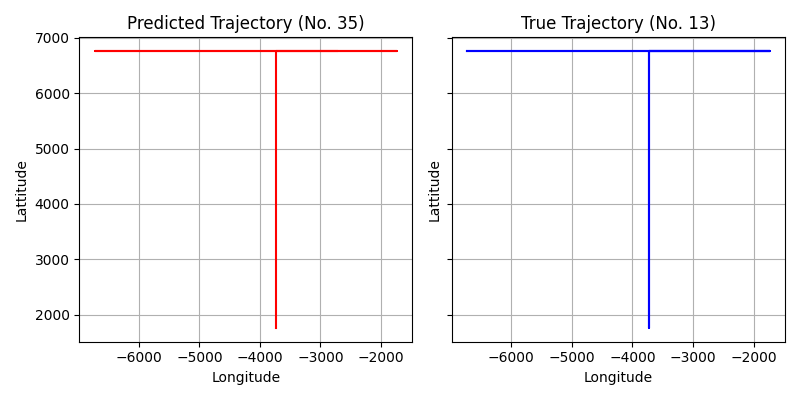 Predicted Trajectory (No. 35)
7000
6000
5000
4000
3000
2000
Lattitude
−6000 −5000 −4000 −3000 −2000
Longitude
True Trajectory (No. 13)
Lattitude
−6000 −5000 −4000 −3000 −2000
Longitude